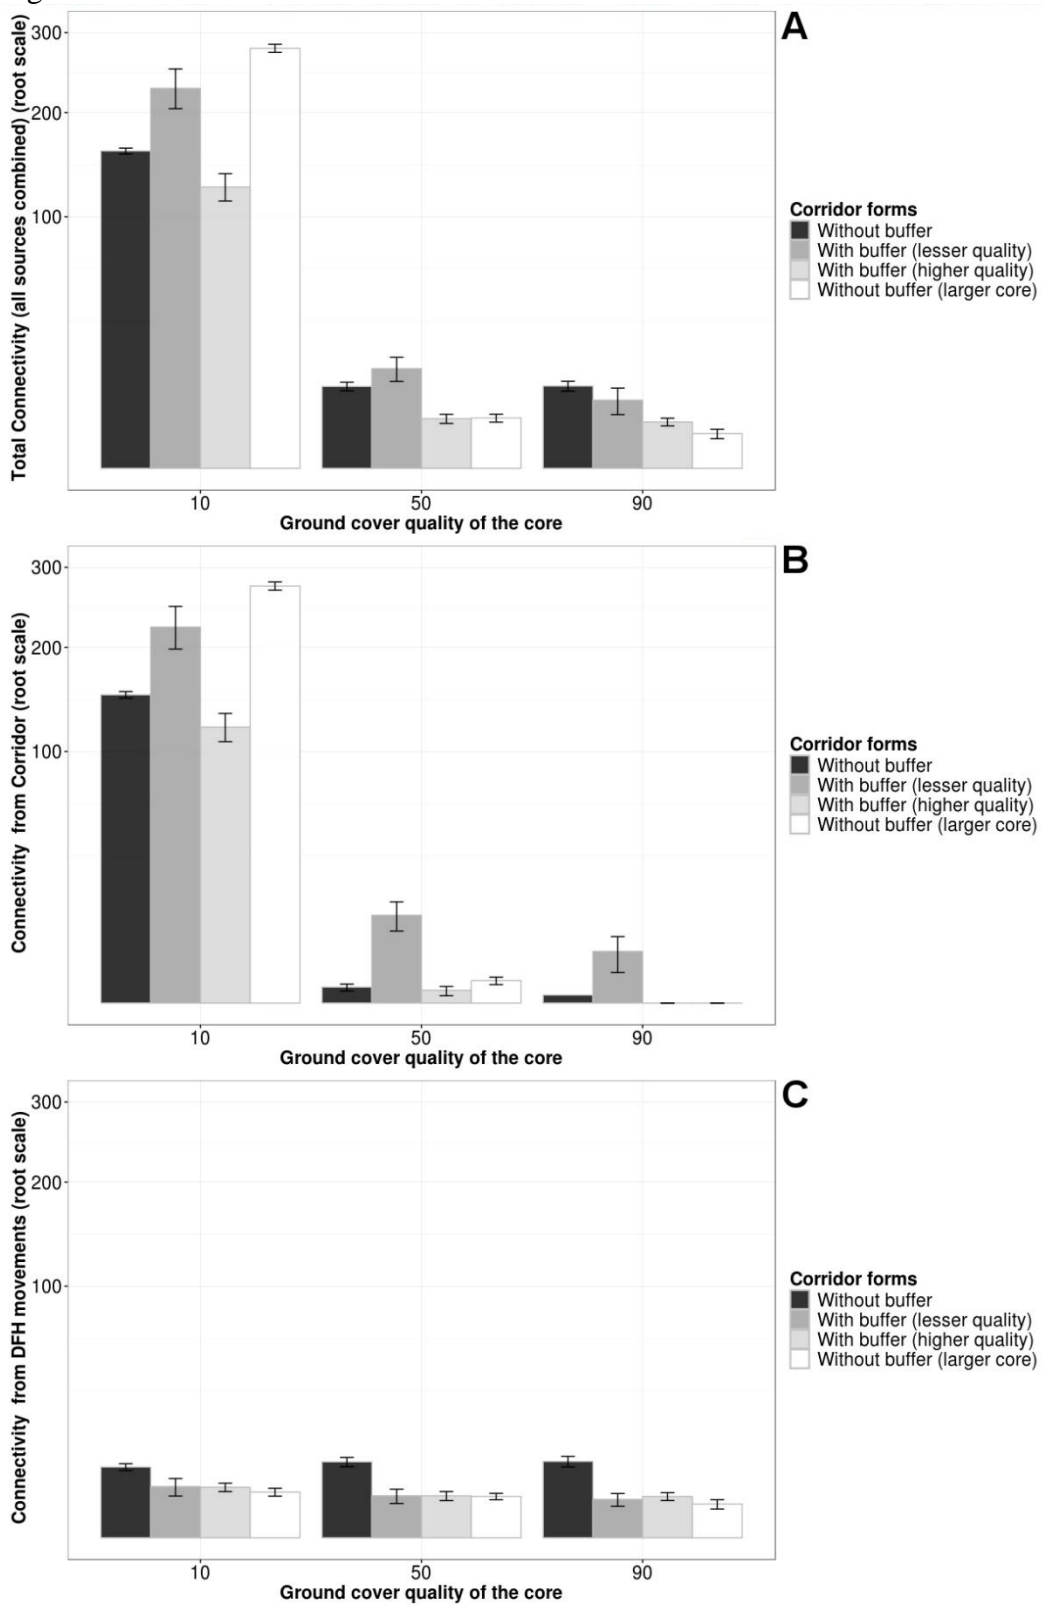 A
Total Connectivity (all sources combined) (root scale)
300
200
100
10
50
90
Ground cover quality of the core
Corridor forms
Without buffer
With buffer (lesser quality)
With buffer (higher quality)
Without buffer (larger core)
B
Connectivity from Corridor (root scale)
300
200
100
10
50
90
Ground cover quality of the core
Corridor forms
Without buffer
With buffer (lesser quality)
With buffer (higher quality)
Without buffer (larger core)
C
Connectivity from DFH movements (root scale)
300
200
100
10
50
90
Ground cover quality of the core
Corridor forms
Without buffer
With buffer (lesser quality)
With buffer (higher quality)
Without buffer (larger core)